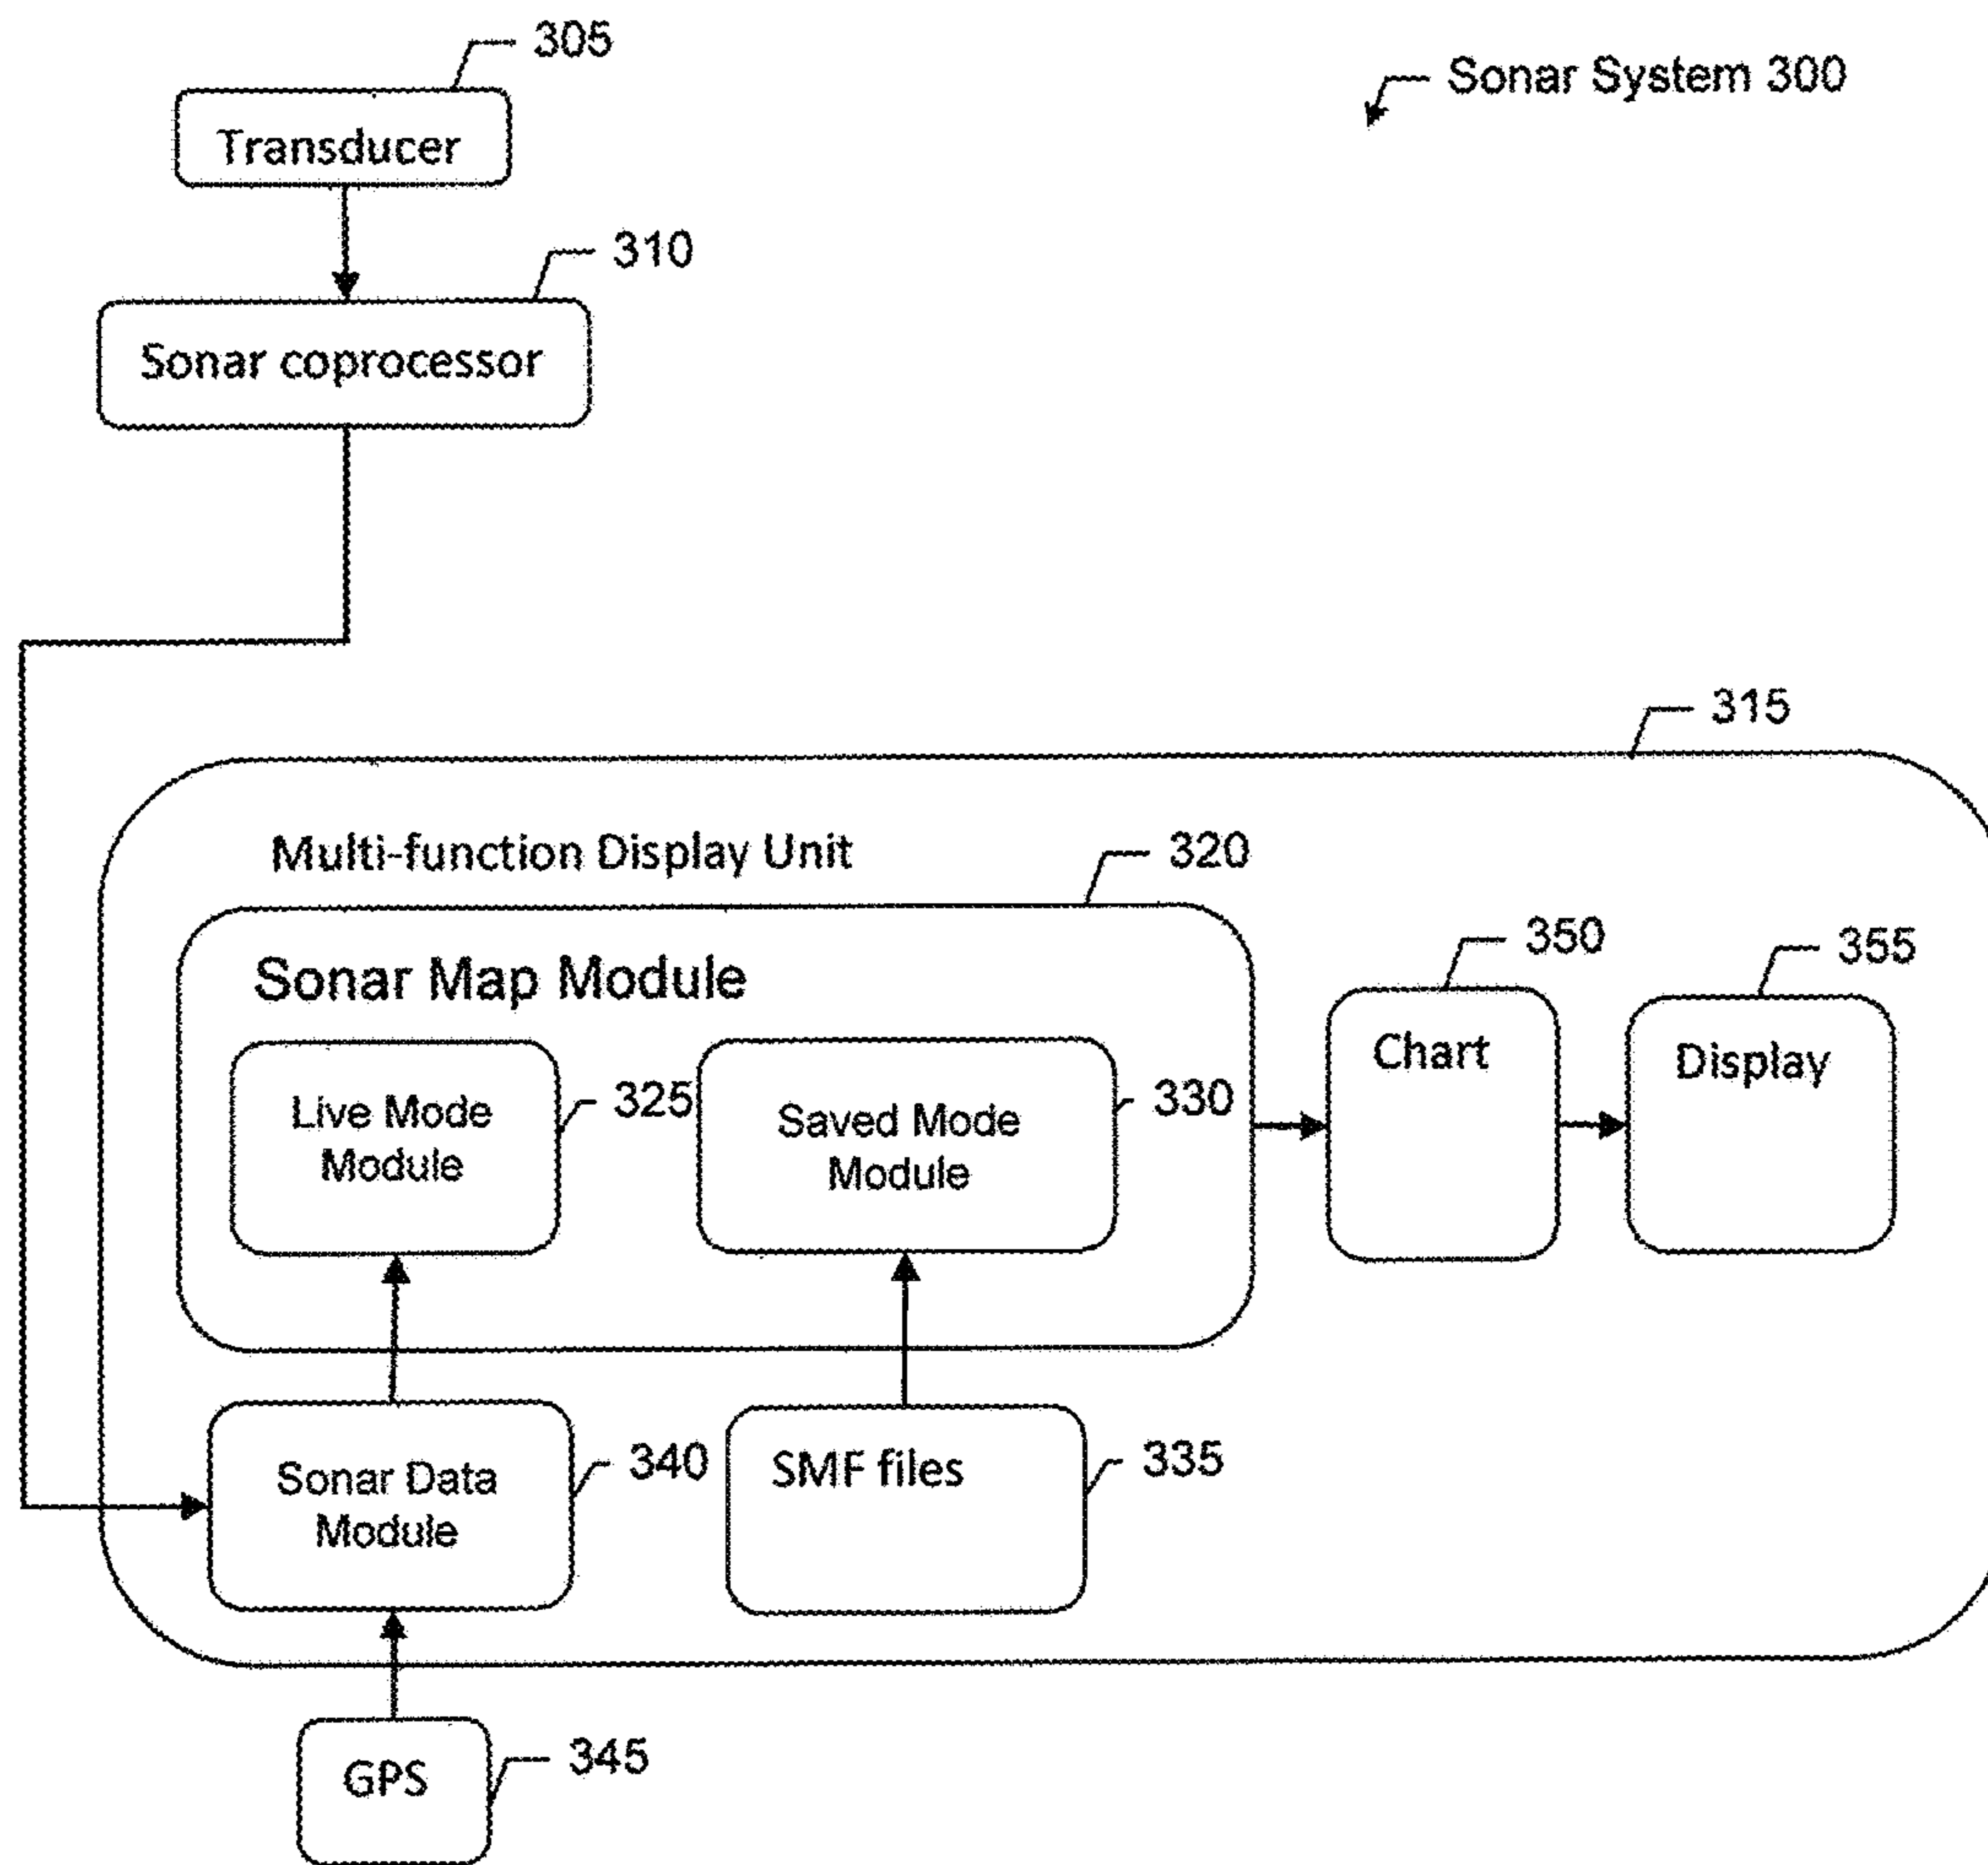 305
Sonar System 300
Transducer
310
Sonar coprocessor
315
Multi-function Display Unit
320
Sonar Map Module
350
355
Chart
Display
Live Mode
Module
325
Saved Mode
Module
330
Sonar Data
Module
340
SMF files
335
GPS
345